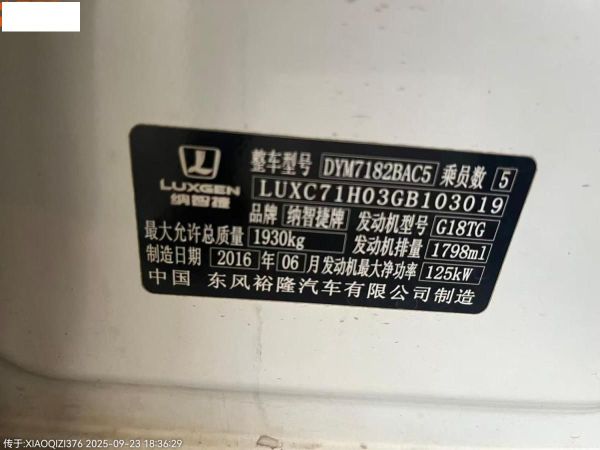 整车型号 DYM7182BAC5 乘员数 5
LUXGEN
纳智捷
LUXC71H03GB103019
品牌 纳智捷牌 发动机型号 G18TG
最大允许总质量 1930kg 发动机排量 1798ml
制造日期 2016 年 06 月 发动机最大净功率 125kW
中国 东风裕隆汽车有限公司制造
传于:XIAOQIZI376 2025-09-23 18:36:29